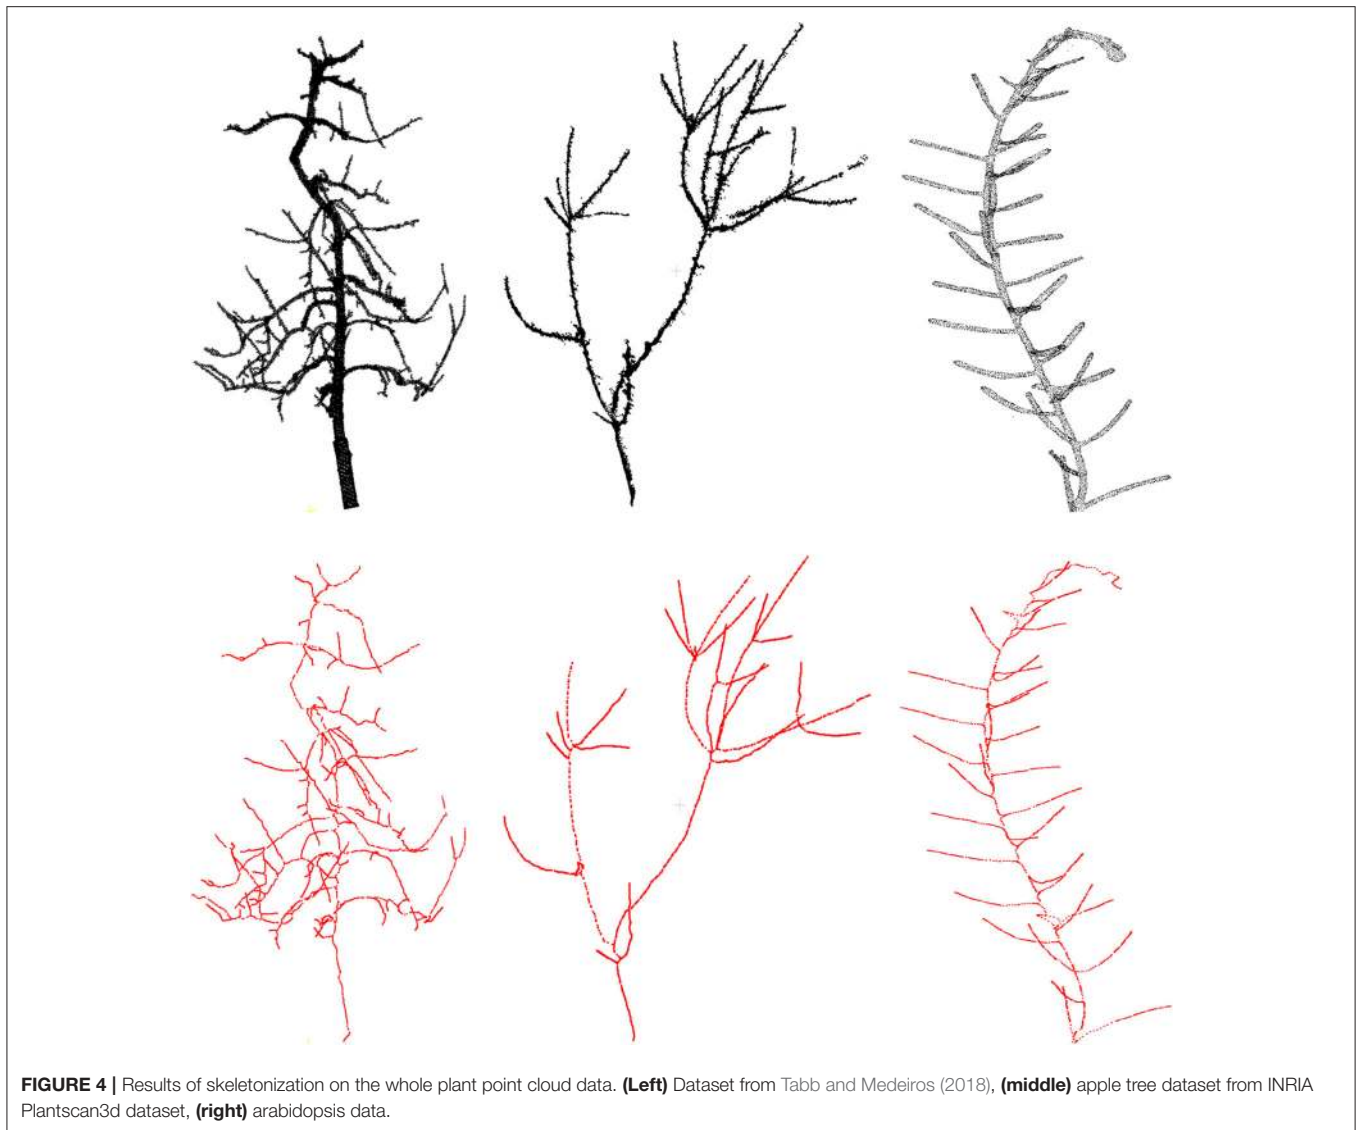 FIGURE 4 | Results of skeletonization on the whole plant point cloud data. (Left) Dataset from Tabb and Medeiros (2018), (middle) apple tree dataset from INRIA
Plantscan3d dataset, (right) arabidopsis data.